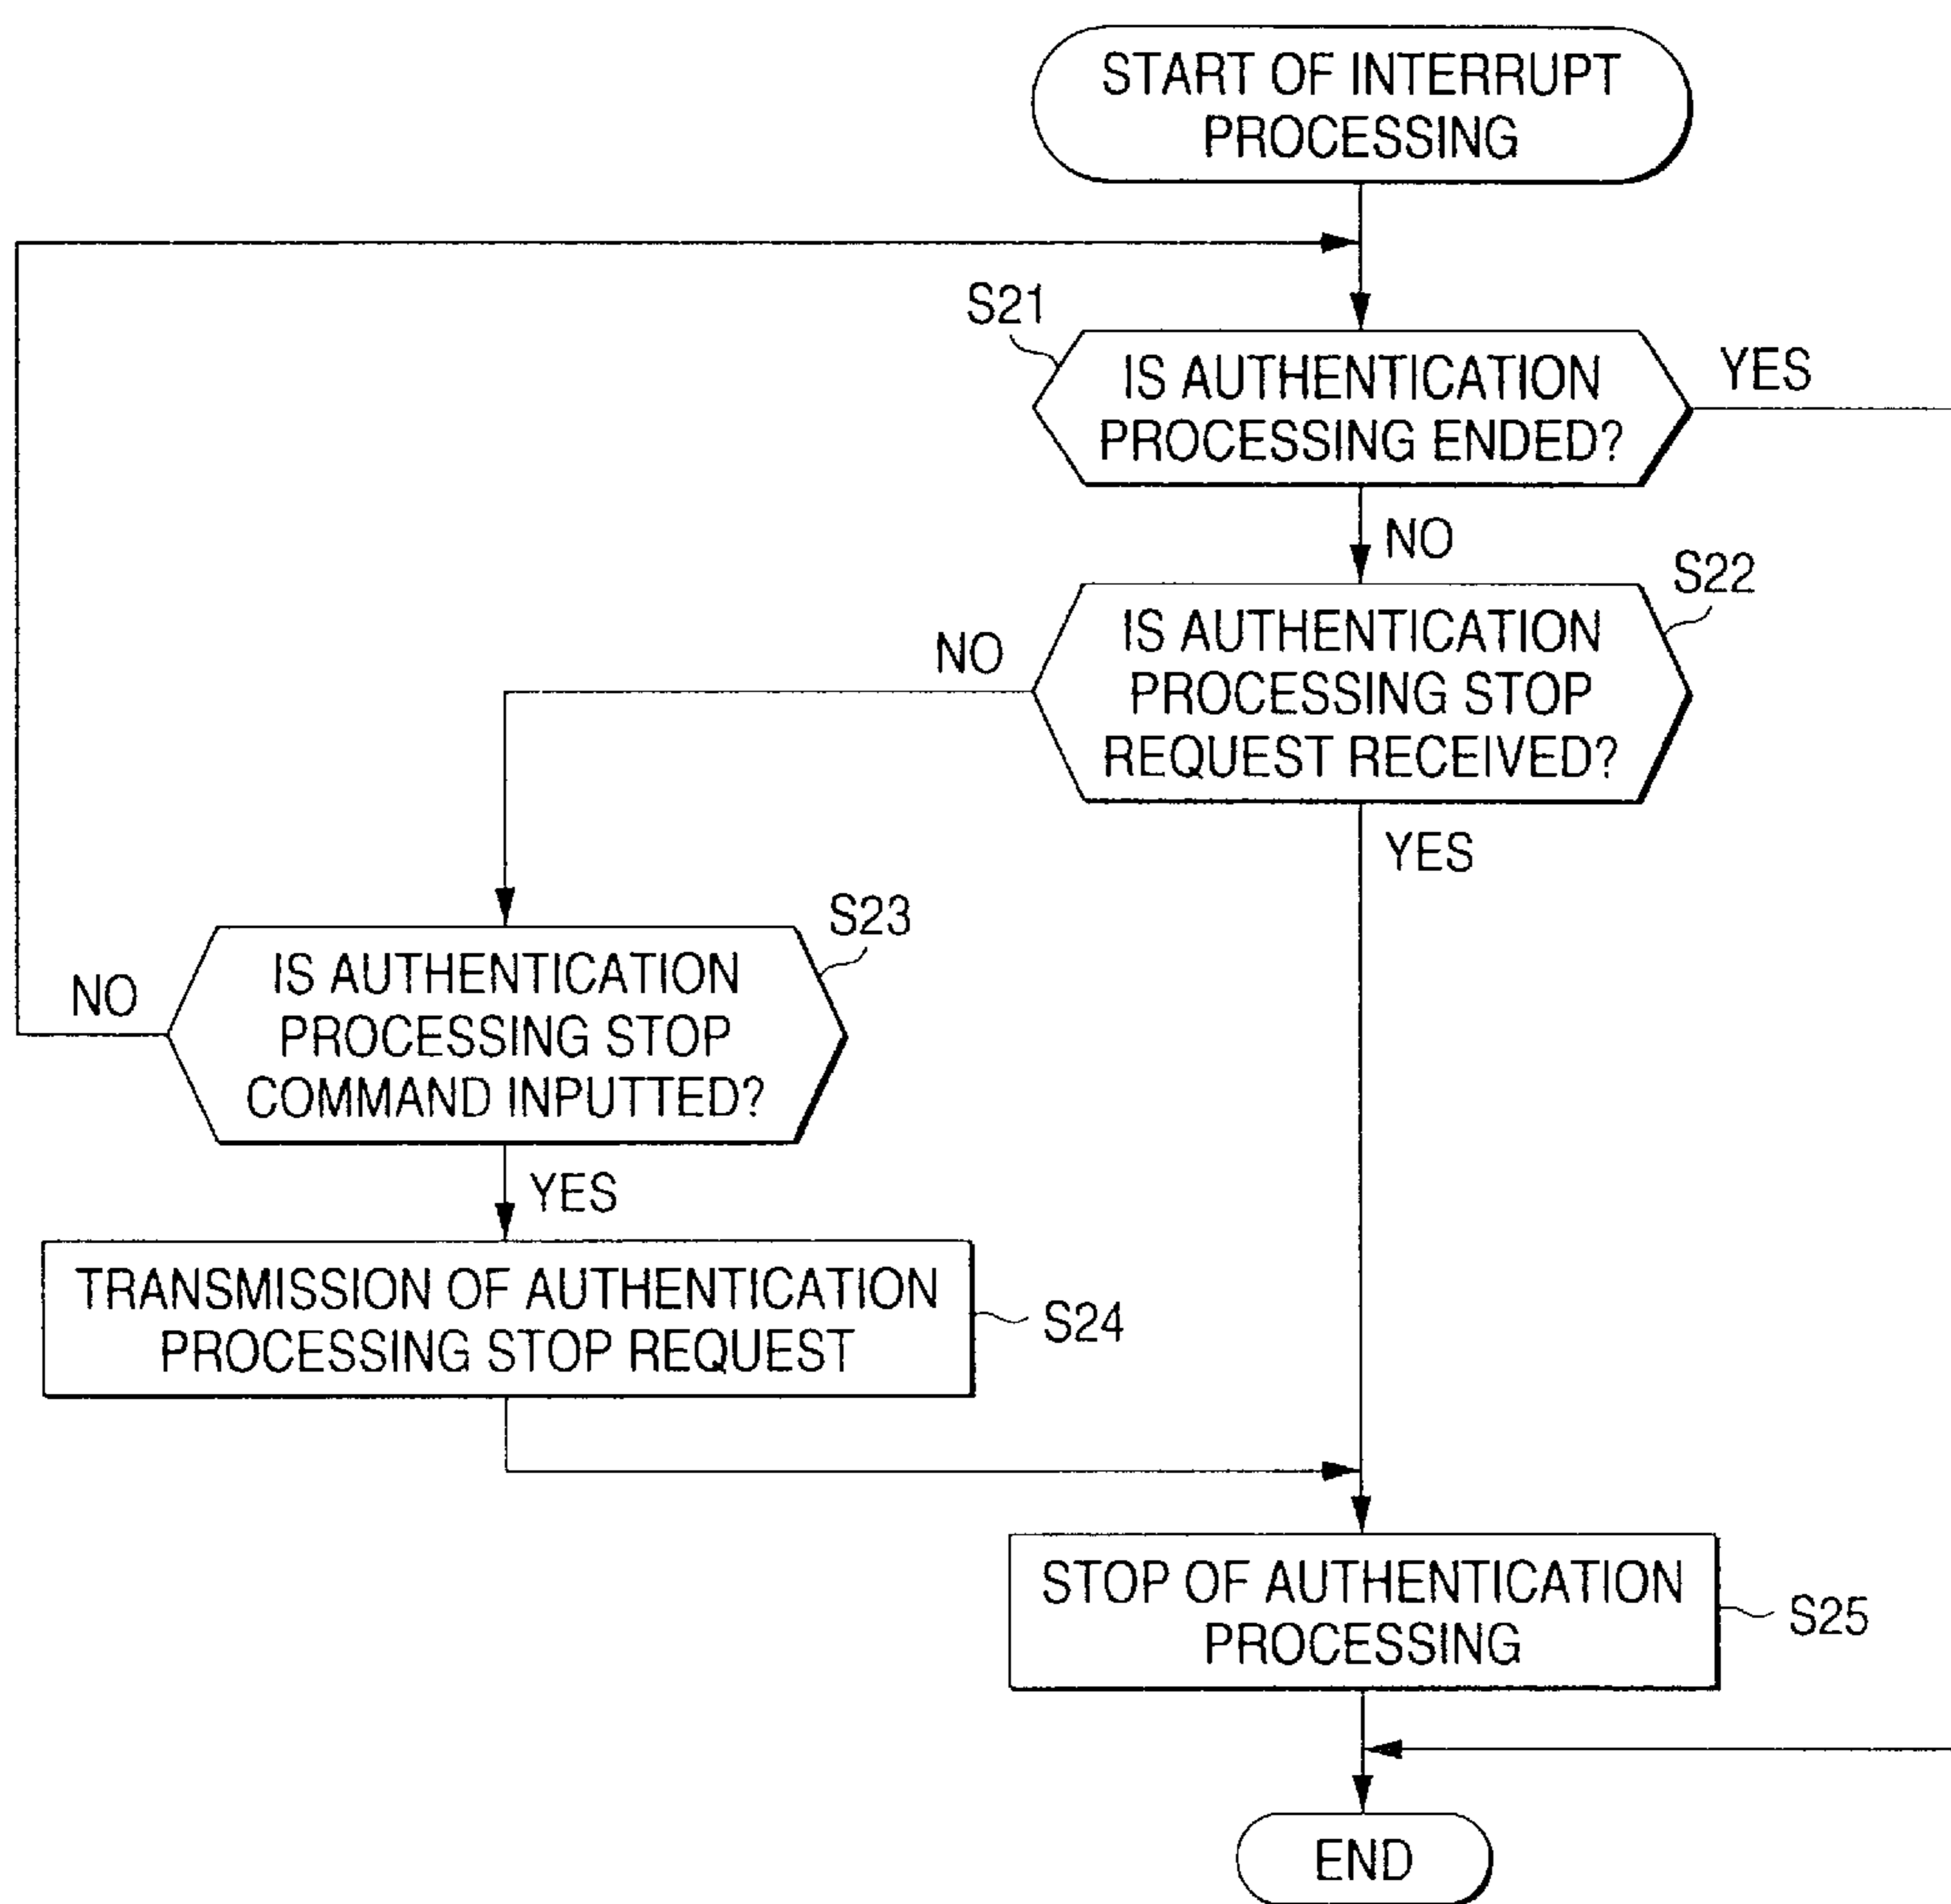 START OF INTERRUPT
PROCESSING
S21
IS AUTHENTICATION
PROCESSING ENDED?
YES
NO
S22
IS AUTHENTICATION
PROCESSING STOP
REQUEST RECEIVED?
NO
YES
S23
IS AUTHENTICATION
PROCESSING STOP
COMMAND INPUTTED?
NO
YES
TRANSMISSION OF AUTHENTICATION
PROCESSING STOP REQUEST
S24
STOP OF AUTHENTICATION
PROCESSING
S25
END